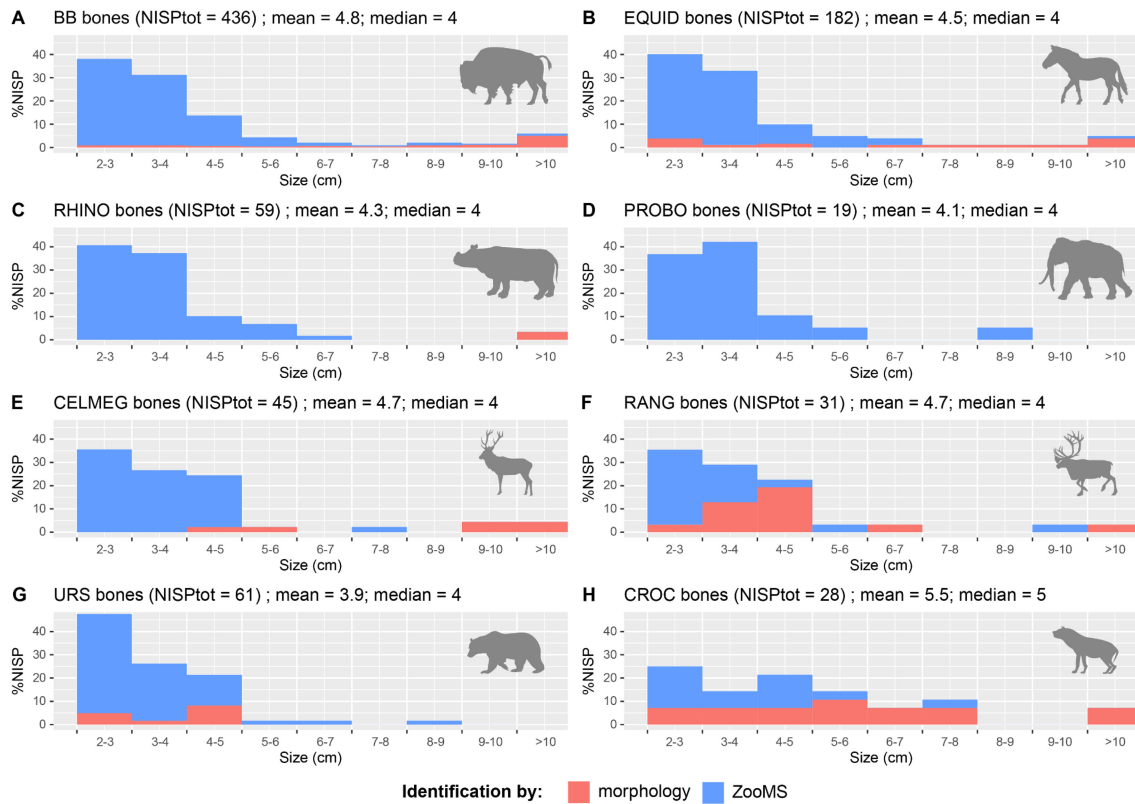 A BB bones (NISPtot = 436) ; mean = 4.8; median = 4
%NISP
40
30
20
10
0
2-3 3-4 4-5 5-6 6-7 7-8 8-9 9-10 >10
Size (cm)
B EQUID bones (NISPtot = 182) ; mean = 4.5; median = 4
%NISP
40
30
20
10
0
2-3 3-4 4-5 5-6 6-7 7-8 8-9 9-10 >10
Size (cm)
C RHINO bones (NISPtot = 59) ; mean = 4.3; median = 4
%NISP
40
30
20
10
0
2-3 3-4 4-5 5-6 6-7 7-8 8-9 9-10 >10
Size (cm)
D PROBO bones (NISPtot = 19) ; mean = 4.1; median = 4
%NISP
40
30
20
10
0
2-3 3-4 4-5 5-6 6-7 7-8 8-9 9-10 >10
Size (cm)
E CELMEG bones (NISPtot = 45) ; mean = 4.7; median = 4
%NISP
40
30
20
10
0
2-3 3-4 4-5 5-6 6-7 7-8 8-9 9-10 >10
Size (cm)
F RANG bones (NISPtot = 31) ; mean = 4.7; median = 4
%NISP
40
30
20
10
0
2-3 3-4 4-5 5-6 6-7 7-8 8-9 9-10 >10
Size (cm)
G URS bones (NISPtot = 61) ; mean = 3.9; median = 4
%NISP
40
30
20
10
0
2-3 3-4 4-5 5-6 6-7 7-8 8-9 9-10 >10
Size (cm)
H CROC bones (NISPtot = 28) ; mean = 5.5; median = 5
%NISP
40
30
20
10
0
2-3 3-4 4-5 5-6 6-7 7-8 8-9 9-10 >10
Size (cm)
Identification by: morphology ZooMS